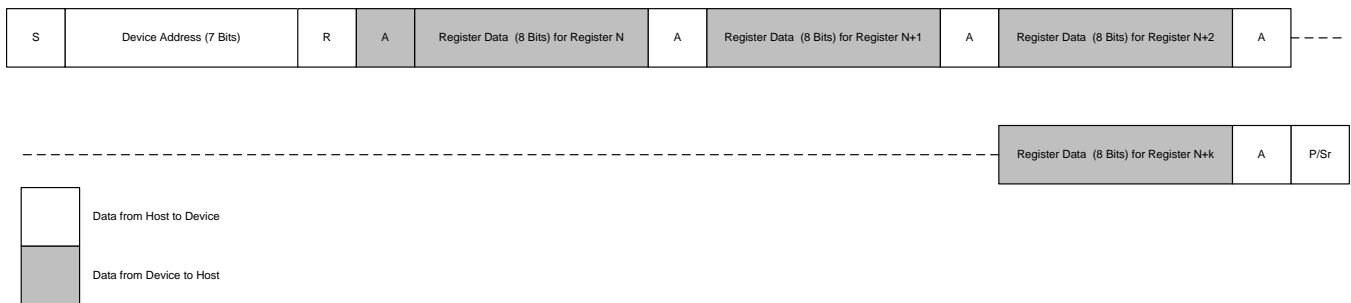 S Device Address (7 Bits) R A Register Data (8 Bits) for Register N A Register Data (8 Bits) for Register N+1 A Register Data (8 Bits) for Register N+2 A
Register Data (8 Bits) for Register N+k A P/Sr
Data from Host to Device
Data from Device to Host